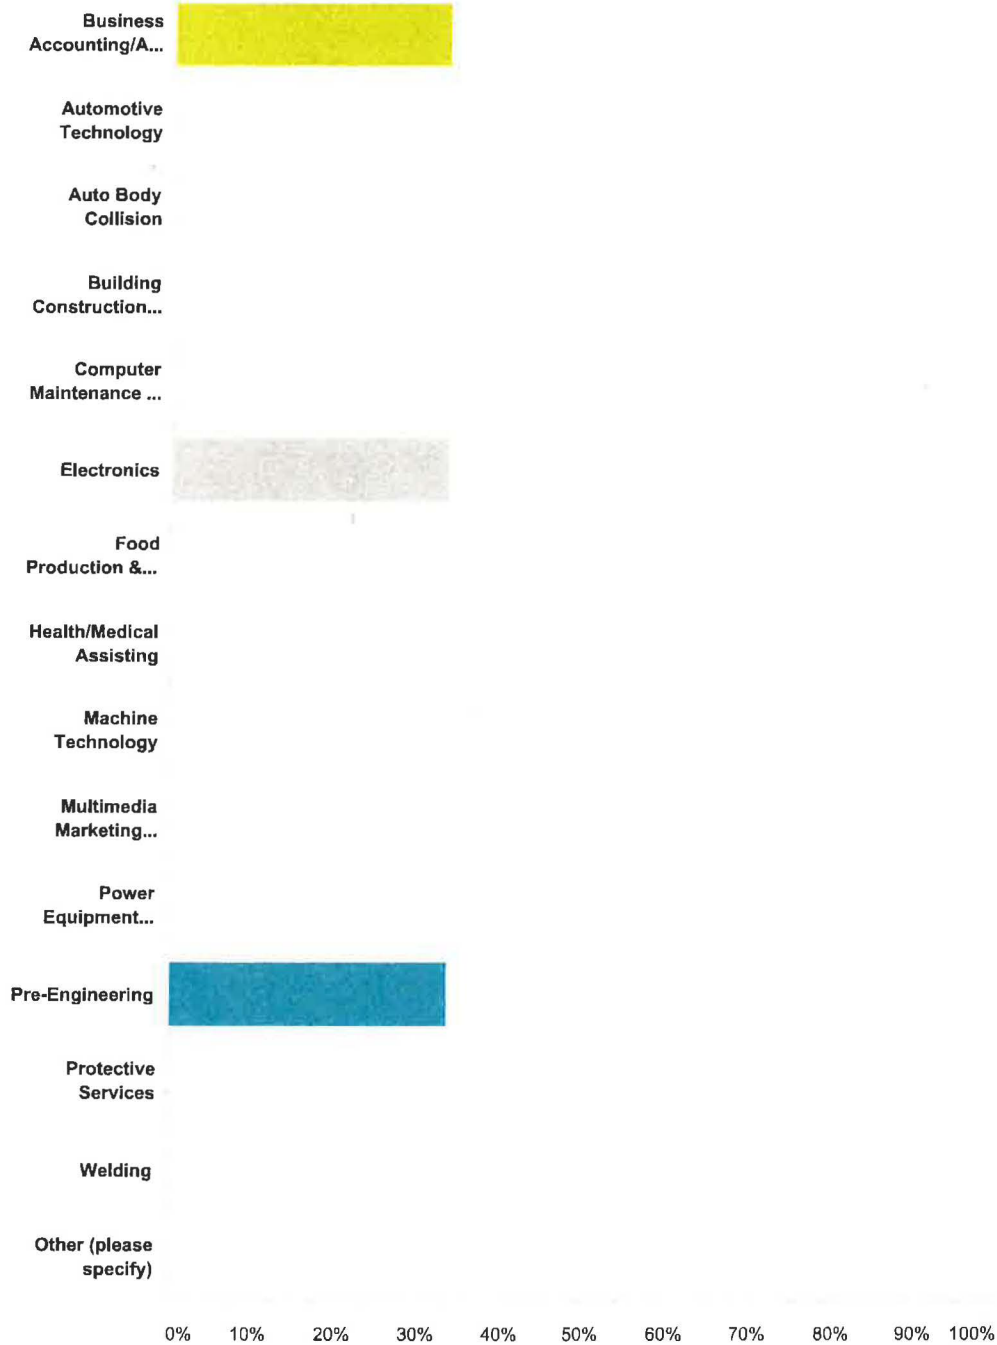 Business
Accounting/A...
Automotive
Technology
Auto Body
Collision
Building
Construction...
Computer
Maintenance ...
Electronics
Food
Production &...
Health/Medical
Assisting
Machine
Technology
Multimedia
Marketing...
Power
Equipment...
Pre-Engineering
Protective
Services
Welding
Other (please
specify)
0% 10% 20% 30% 40% 50% 60% 70% 80% 90% 100%